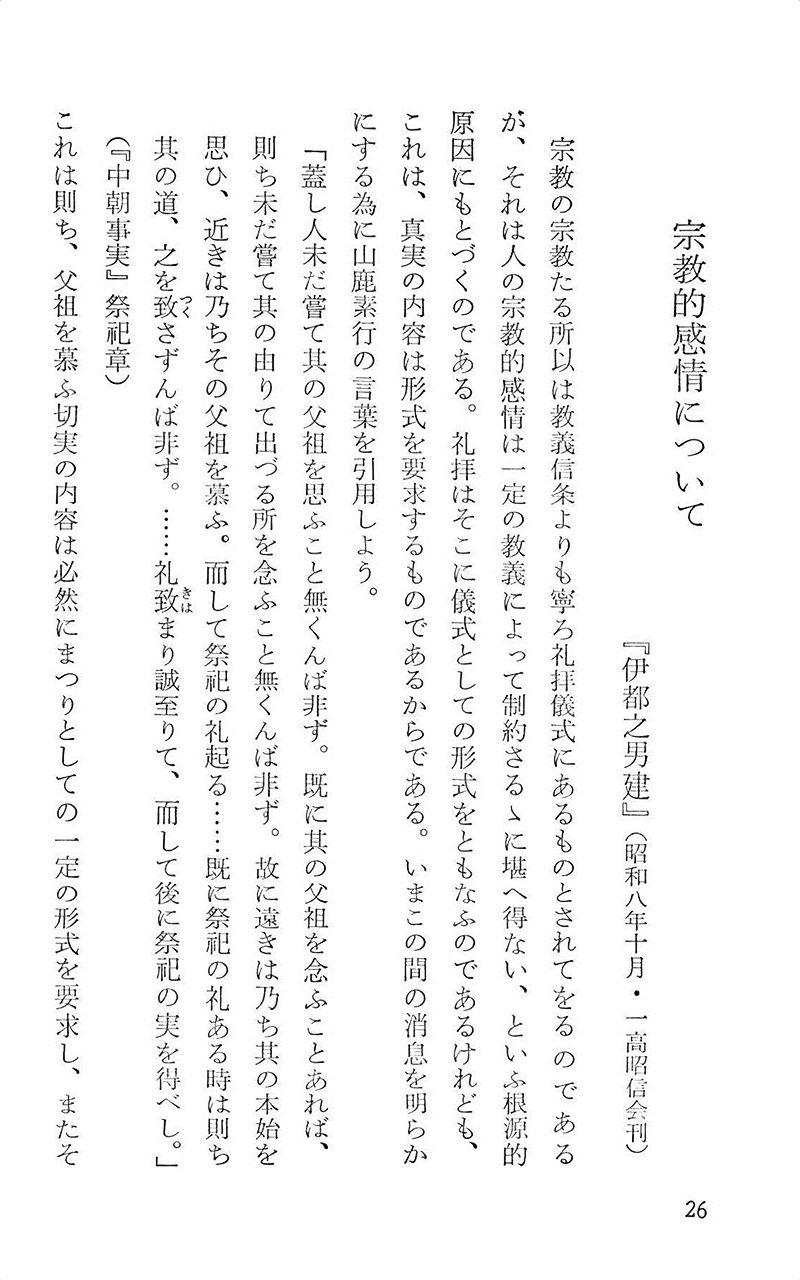 宗教的感情について
『伊都之男建』(昭和八年十月・一高昭信会刊)
宗教の宗教たる所以は教義信条よりも寧ろ礼拝儀式にあるものとされてをるのである
が、それは人の宗教的感情は一定の教義によって制約さるゝに堪へ得ない、といふ根源的
原因にもとづくのである。礼拝はそこに儀式としての形式をともなふのであるけれども、
これは、真実の内容は形式を要求するものであるからである。いまこの間の消息を明らか
にする為に山鹿素行の言葉を引用しよう。
「蓋し人未だ嘗て其の父祖を思ふこと無くんば非ず。既に其の父祖を念ふことあれば、
則ち未だ嘗て其の由りて出づる所を念ふこと無くんば非ず。故に遠きは乃ち其の本始を
思ひ、近きは乃ちその父祖を慕ふ。而して祭祀の礼起る……既に祭祀の礼ある時は則ち
其の道、之を致つくさずんば非ず。……礼致きはまり誠至りて、而して後に祭祀の実を得べし。」
(『中朝事実』祭祀章)
これは則ち、父祖を慕ふ切実の内容は必然にまつりとしての一定の形式を要求し、またそ
26